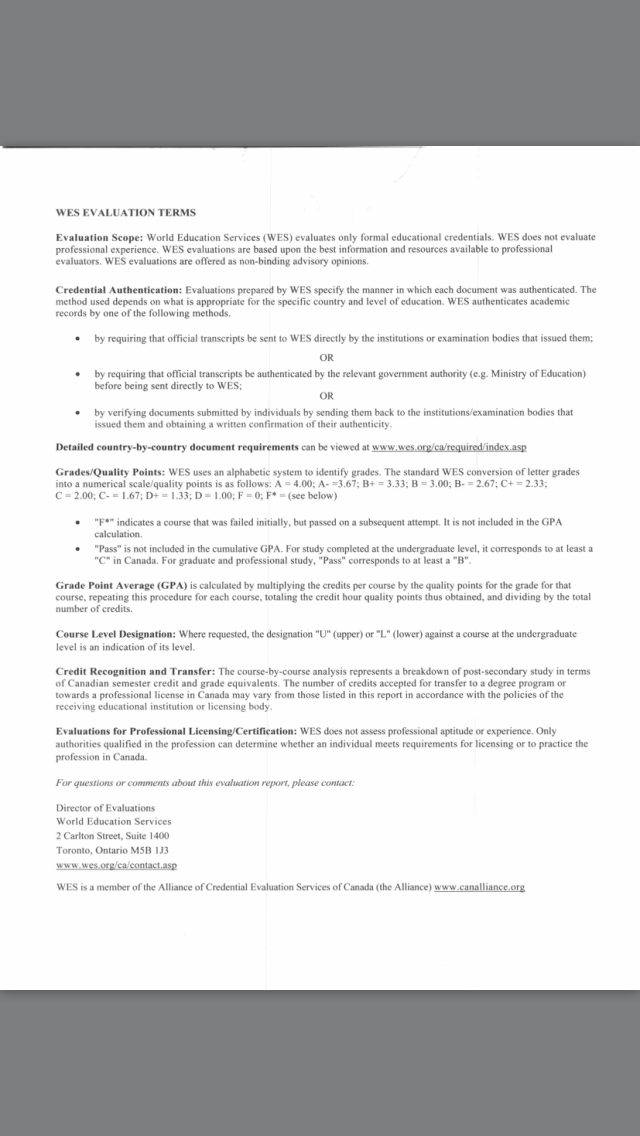 WES EVALUATION TERMS
Evaluation Scope: World Education Services (WES) evaluates only formal educational credentials. WES does not evaluate
professional experience. WES evaluations are based upon the best information and resources available to professional
evaluators. WES evaluations are offered as non-binding advisory opinions.
Credential Authentication: Evaluations prepared by WES specify the manner in which each document was authenticated. The
method used depends on what is appropriate for the specific country and level of education. WES authenticates academic
records by one of the following methods.
• by requiring that official transcripts be sent to WES directly by the institutions or examination bodies that issued them;
OR
• by requiring that official transcripts be authenticated by the relevant government authority (e.g. Ministry of Education)
before being sent directly to WES;
OR
• by verifying documents submitted by individuals by sending them back to the institutions/examination bodies that
issued them and obtaining a written confirmation of their authenticity.
Detailed country-by-country document requirements can be viewed at www.wes.org/ca/required/index.asp
Grades/Quality Points: WES uses an alphabetic system to identify grades. The standard WES conversion of letter grades
into a numerical scale/quality points is as follows: A = 4.00; A- =3.67; B+ = 3.33; B = 3.00; B- = 2.67; C+ = 2.33;
C = 2.00; C- = 1.67; D+ = 1.33; D = 1.00; F = 0; F* = (see below)
• "F*" indicates a course that was failed initially, but passed on a subsequent attempt. It is not included in the GPA
calculation.
• "Pass" is not included in the cumulative GPA. For study completed at the undergraduate level, it corresponds to at least a
"C" in Canada. For graduate and professional study, "Pass" corresponds to at least a "B".
Grade Point Average (GPA) is calculated by multiplying the credits per course by the quality points for the grade for that
course, repeating this procedure for each course, totaling the credit hour quality points thus obtained, and dividing by the total
number of credits.
Course Level Designation: Where requested, the designation "U" (upper) or "L" (lower) against a course at the undergraduate
level is an indication of its level.
Credit Recognition and Transfer: The course-by-course analysis represents a breakdown of post-secondary study in terms
of Canadian semester credit and grade equivalents. The number of credits accepted for transfer to a degree program or
towards a professional license in Canada may vary from those listed in this report in accordance with the policies of the
receiving educational institution or licensing body.
Evaluations for Professional Licensing/Certification: WES does not assess professional aptitude or experience. Only
authorities qualified in the profession can determine whether an individual meets requirements for licensing or to practice the
profession in Canada.
For questions or comments about this evaluation report, please contact:
Director of Evaluations
World Education Services
2 Carlton Street, Suite 1400
Toronto, Ontario M5B 1J3
www.wes.org/ca/contact.asp
WES is a member of the Alliance of Credential Evaluation Services of Canada (the Alliance) www.canalliance.org